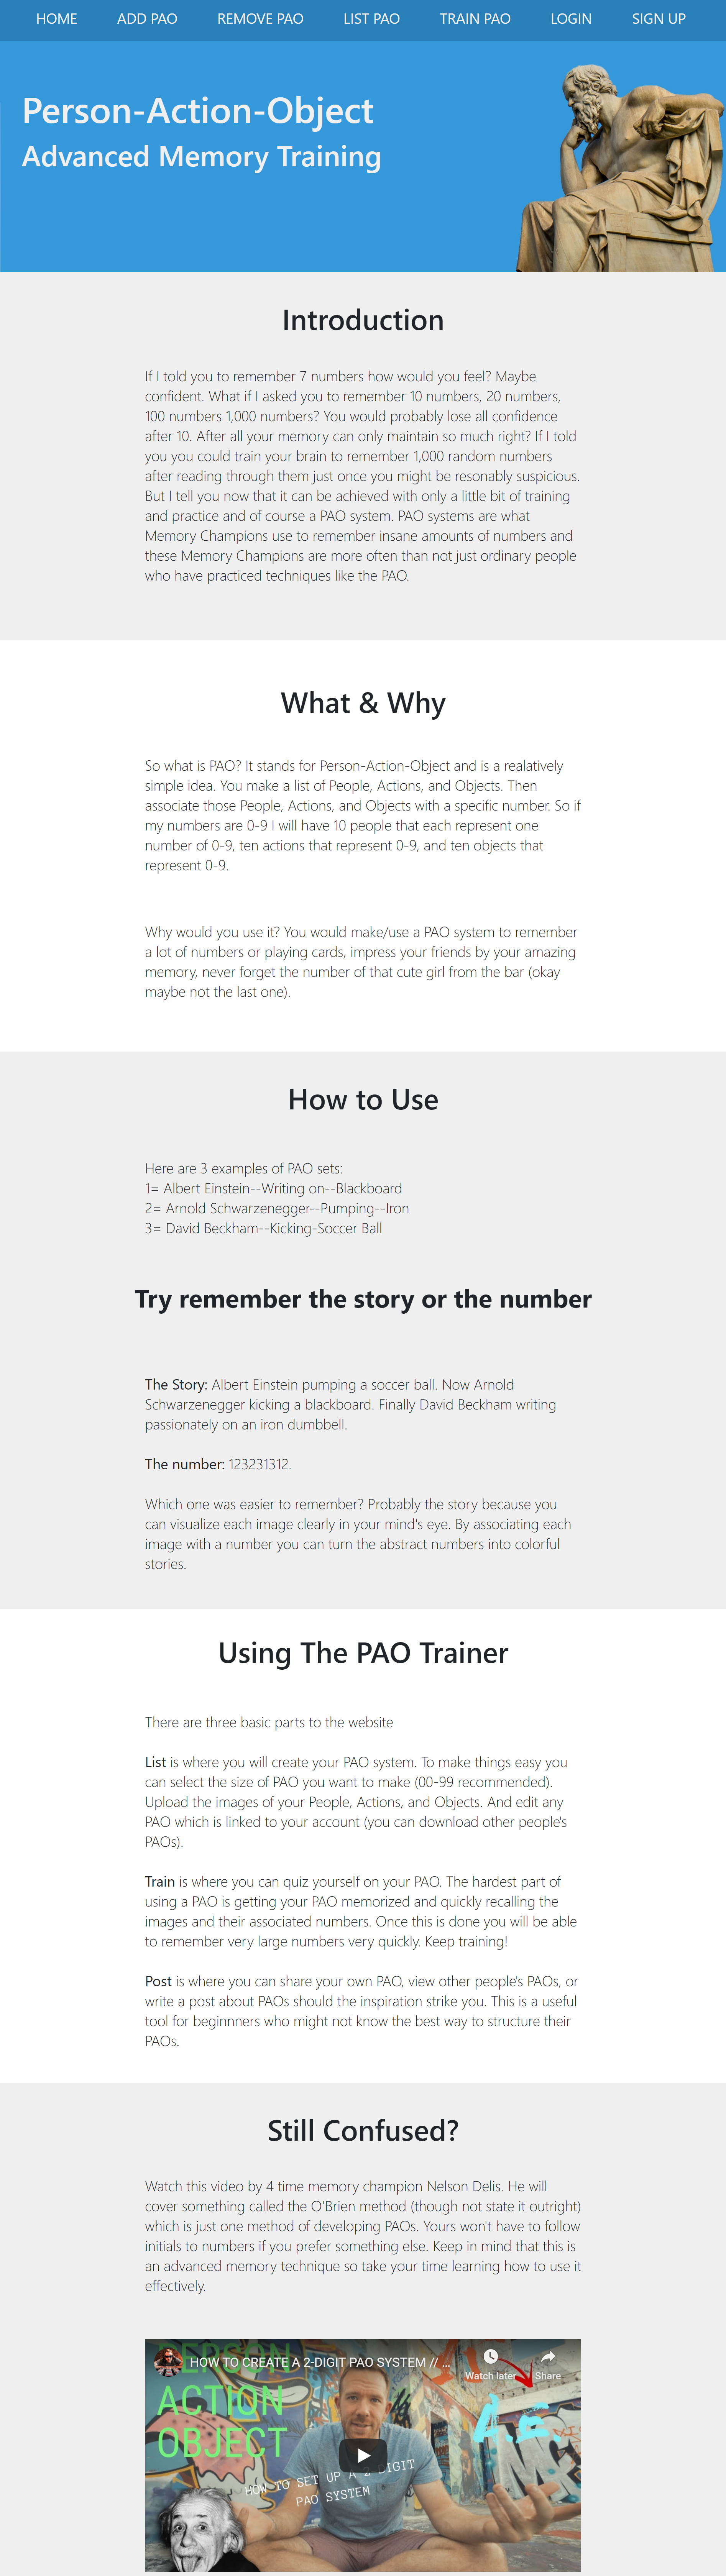 HOME ADD PAO REMOVE PAO LIST PAO TRAIN PAO LOGIN SIGN UP
Person-Action-Object
Advanced Memory Training
Introduction
If I told you to remember 7 numbers how would you feel? Maybe
confident. What if I asked you to remember 10 numbers, 20 numbers,
100 numbers 1,000 numbers? You would probably lose all confidence
after 10. After all your memory can only maintain so much right? If I told
you you could train your brain to remember 1,000 random numbers
after reading through them just once you might be resonably suspicious.
But I tell you now that it can be achieved with only a little bit of training
and practice and of course a PAO system. PAO systems are what
Memory Champions use to remember insane amounts of numbers and
these Memory Champions are more often than not just ordinary people
who have practiced techniques like the PAO.
What & Why
So what is PAO? It stands for Person-Action-Object and is a realatively
simple idea. You make a list of People, Actions, and Objects. Then
associate those People, Actions, and Objects with a specific number. So if
my numbers are 0-9 I will have 10 people that each represent one
number of 0-9, ten actions that represent 0-9, and ten objects that
represent 0-9.
Why would you use it? You would make/use a PAO system to remember
a lot of numbers or playing cards, impress your friends by your amazing
memory, never forget the number of that cute girl from the bar (okay
maybe not the last one).
How to Use
Here are 3 examples of PAO sets:
1= Albert Einstein--Writing on--Blackboard
2= Arnold Schwarzenegger--Pumping--Iron
3= David Beckham--Kicking-Soccer Ball
Try remember the story or the number
The Story: Albert Einstein pumping a soccer ball. Now Arnold
Schwarzenegger kicking a blackboard. Finally David Beckham writing
passionately on an iron dumbbell.
The number: 123231312.
Which one was easier to remember? Probably the story because you
can visualize each image clearly in your mind's eye. By associating each
image with a number you can turn the abstract numbers into colorful
stories.
Using The PAO Trainer
There are three basic parts to the website
List is where you will create your PAO system. To make things easy you
can select the size of PAO you want to make (00-99 recommended).
Upload the images of your People, Actions, and Objects. And edit any
PAO which is linked to your account (you can download other people's
PAOs).
Train is where you can quiz yourself on your PAO. The hardest part of
using a PAO is getting your PAO memorized and quickly recalling the
images and their associated numbers. Once this is done you will be able
to remember very large numbers very quickly. Keep training!
Post is where you can share your own PAO, view other people's PAOs, or
write a post about PAOs should the inspiration strike you. This is a useful
tool for beginnners who might not know the best way to structure their
PAOs.
Still Confused?
Watch this video by 4 time memory champion Nelson Delis. He will
cover something called the O'Brien method (though not state it outright)
which is just one method of developing PAOs. Yours won't have to follow
initials to numbers if you prefer something else. Keep in mind that this is
an advanced memory technique so take your time learning how to use it
effectively.
PERSON
HOW TO CREATE A 2-DIGIT PAO SYSTEM // ...
Watch later Share
ACTION
OBJECT
A.E.
HOW TO SET UP A 2-DIGIT
PAO SYSTEM